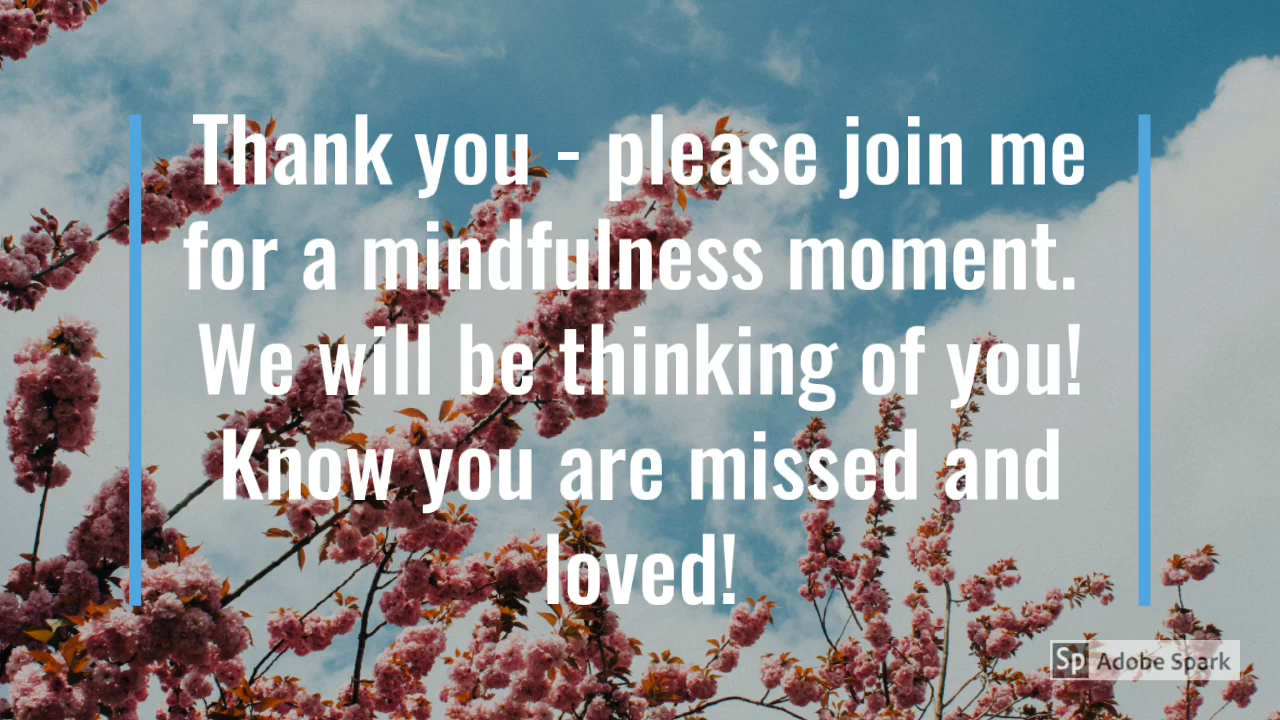 Thank you - please join me
for a mindfulness moment.
We will be thinking of you!
Know you are missed and
loved!
Sp Adobe Spark